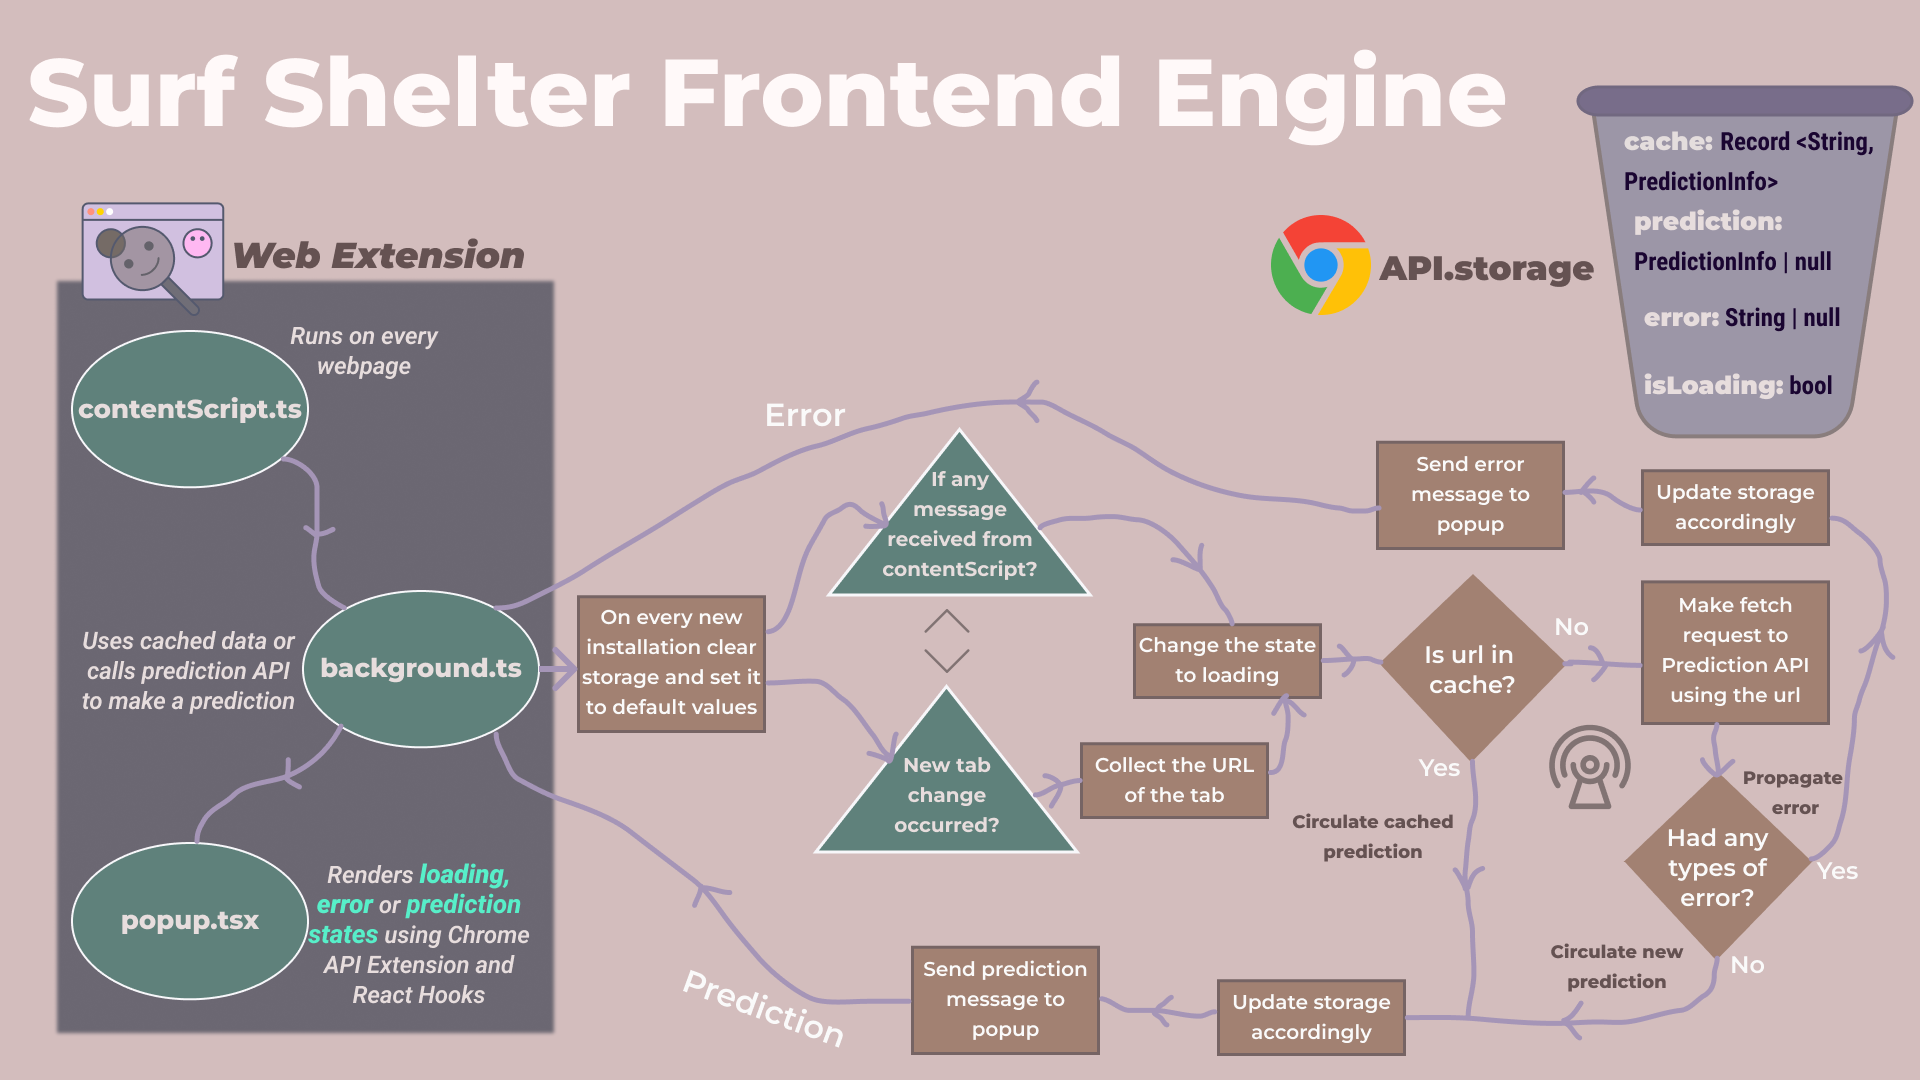 Surf Shelter Frontend Engine
cache: Record <String,
PredictionInfo>
prediction:
PredictionInfo | null
error: String | null
isLoading: bool
API.storage
Web Extension
contentScript.ts
Runs on every
webpage
background.ts
Uses cached data or
calls prediction API
to make a prediction
popup.tsx
Renders loading,
error or prediction
states using Chrome
API Extension and
React Hooks
On every new
installation clear
storage and set it
to default values
Error
If any
message
received from
contentScript?
New tab
change
occurred?
Collect the URL
of the tab
Change the state
to loading
Is url in
cache?
No
Yes
Make fetch
request to
Prediction API
using the url
Propagate
error
Had any
types of
error?
Yes
No
Update storage
accordingly
Send error
message to
popup
Circulate cached
prediction
Circulate new
prediction
Update storage
accordingly
Send prediction
message to
popup
Prediction